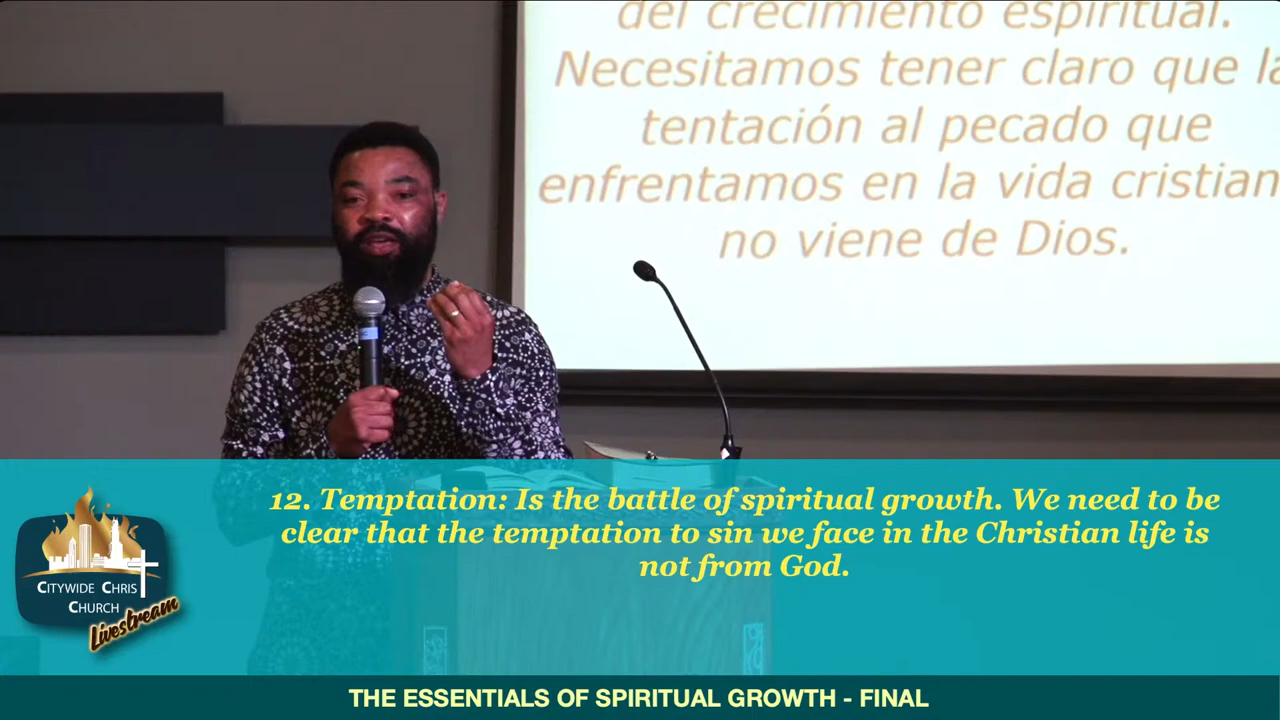 del crecimiento espiritual.
Necesitamos tener claro que la
tentación al pecado que
enfrentamos en la vida cristian
no viene de Dios.
12. Temptation: Is the battle of spiritual growth. We need to be
clear that the temptation to sin we face in the Christian life is
not from God.
CITYWIDE CHRIST
CHURCH
Livestream
THE ESSENTIALS OF SPIRITUAL GROWTH - FINAL